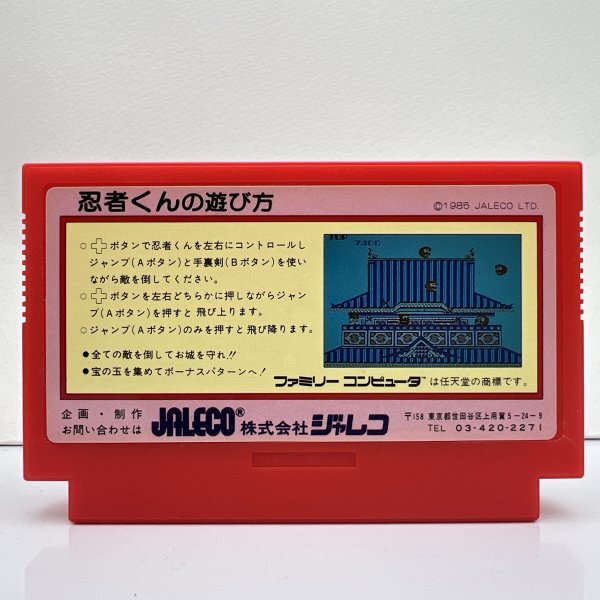 忍者くんの遊び方
©1985 JALECO LTD.
○ ボタンで忍者くんを左右にコントロールし
ジャンプ(Aボタン)と手裏剣(Bボタン)を使い
ながら敵を倒してください。
○ ボタンを左右どちらかに押しながらジャン
プ(Aボタン)を押すと 飛び上ります。
○ジャンプ(Aボタン)のみを押すと飛び降ります。
●全ての敵を倒してお城を守れ!!
●宝の玉を集めてボーナスパターンへ!
TOP
7400
ファミリー コンピュータ は任天堂の商標です。
企画・制作
お問い合わせは
JALECO® 株式会社ジャレコ
〒158 東京都世田谷区上用賀5-24-9
TEL 03-420-2271